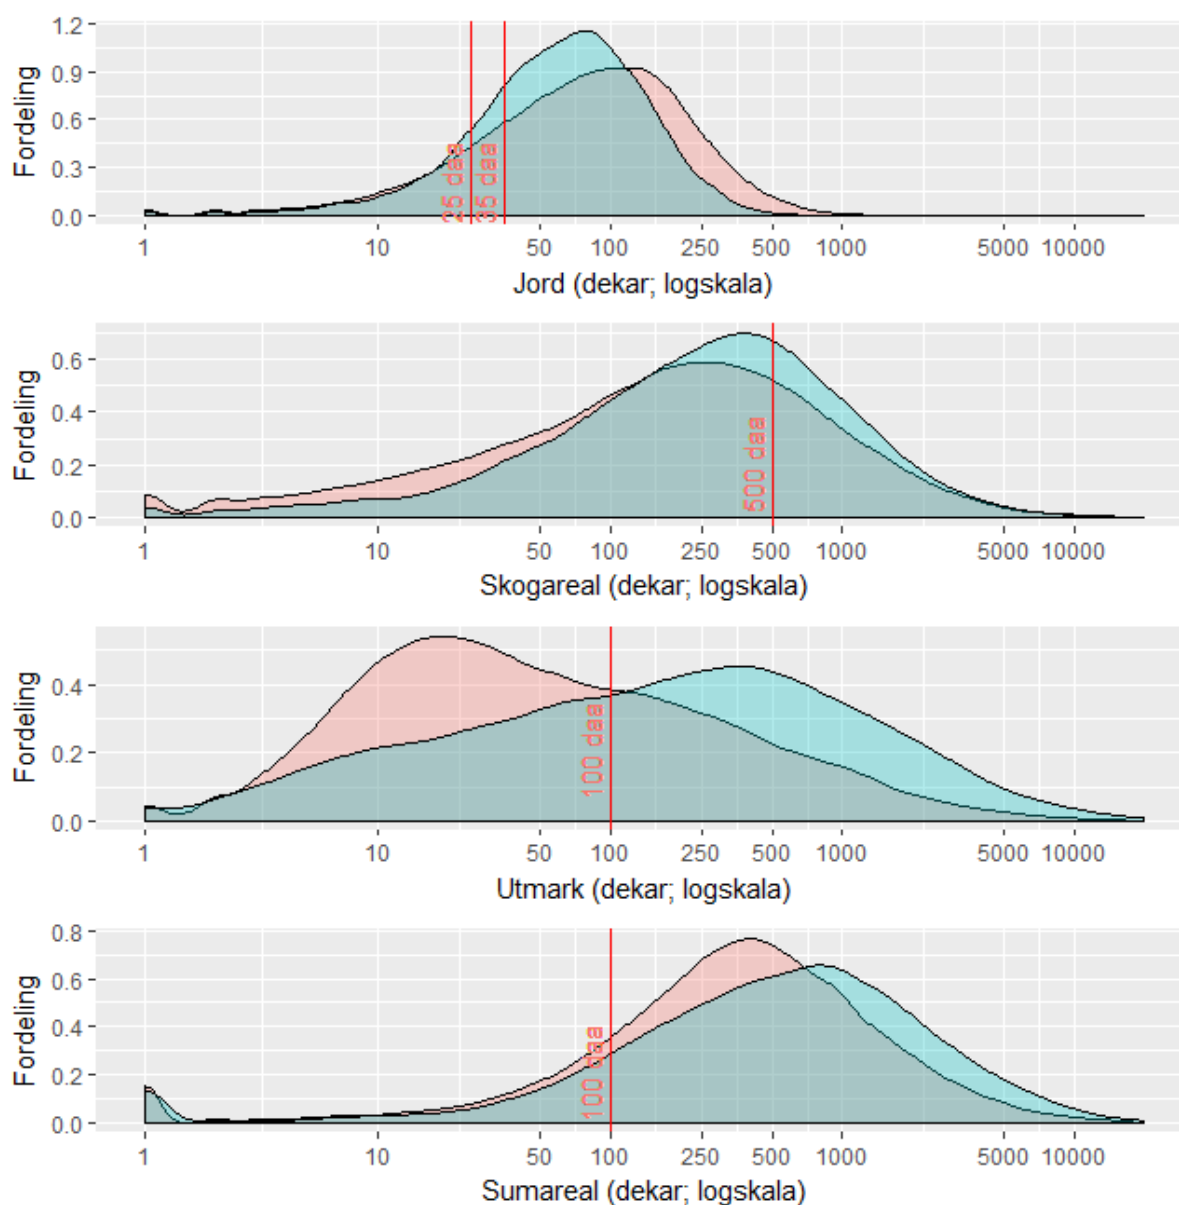 Fordeling
1.2
0.9
0.6
0.3
0.0
25 daa
35 daa
1 10 50 100 250 500 1000 5000 10000
Jord (dekar; logskala)
Fordeling
0.6
0.4
0.2
0.0
500 daa
1 10 50 100 250 500 1000 5000 10000
Skogareal (dekar; logskala)
Fordeling
0.4
0.2
0.0
100 daa
1 10 50 100 250 500 1000 5000 10000
Utmark (dekar; logskala)
Fordeling
0.8
0.6
0.4
0.2
0.0
100 daa
1 10 50 100 250 500 1000 5000 10000
Sumareal (dekar; logskala)